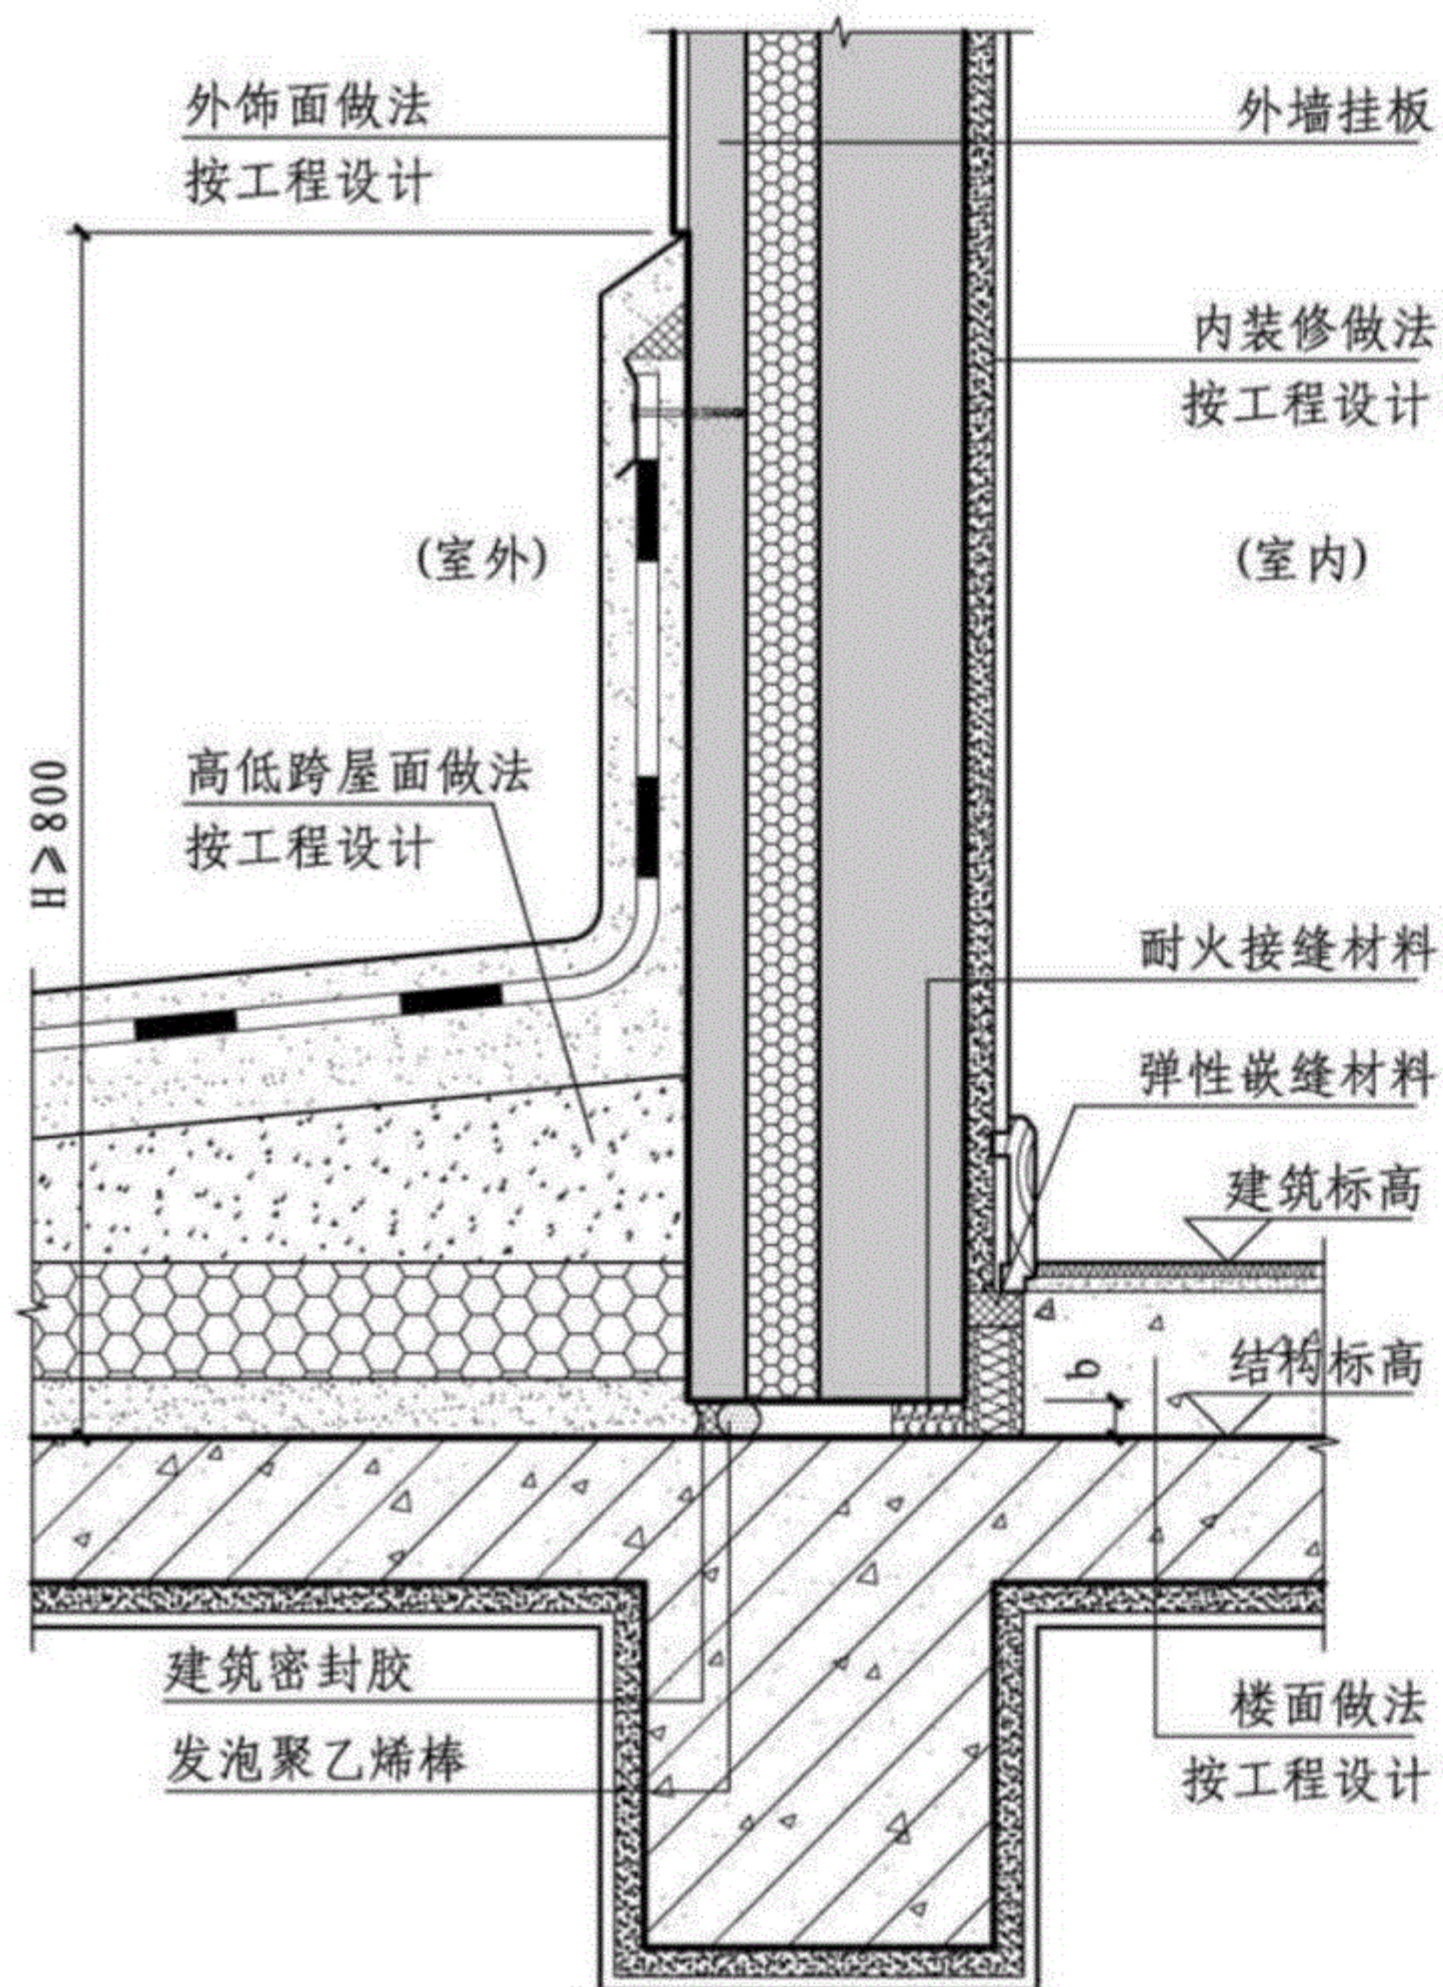 外饰面做法
按工程设计
外墙挂板
内装修做法
按工程设计
(室外)
(室内)
H≥800
高低跨屋面做法
按工程设计
耐火接缝材料
弹性嵌缝材料
建筑标高
结构标高
b
建筑密封胶
发泡聚乙烯棒
楼面做法
按工程设计